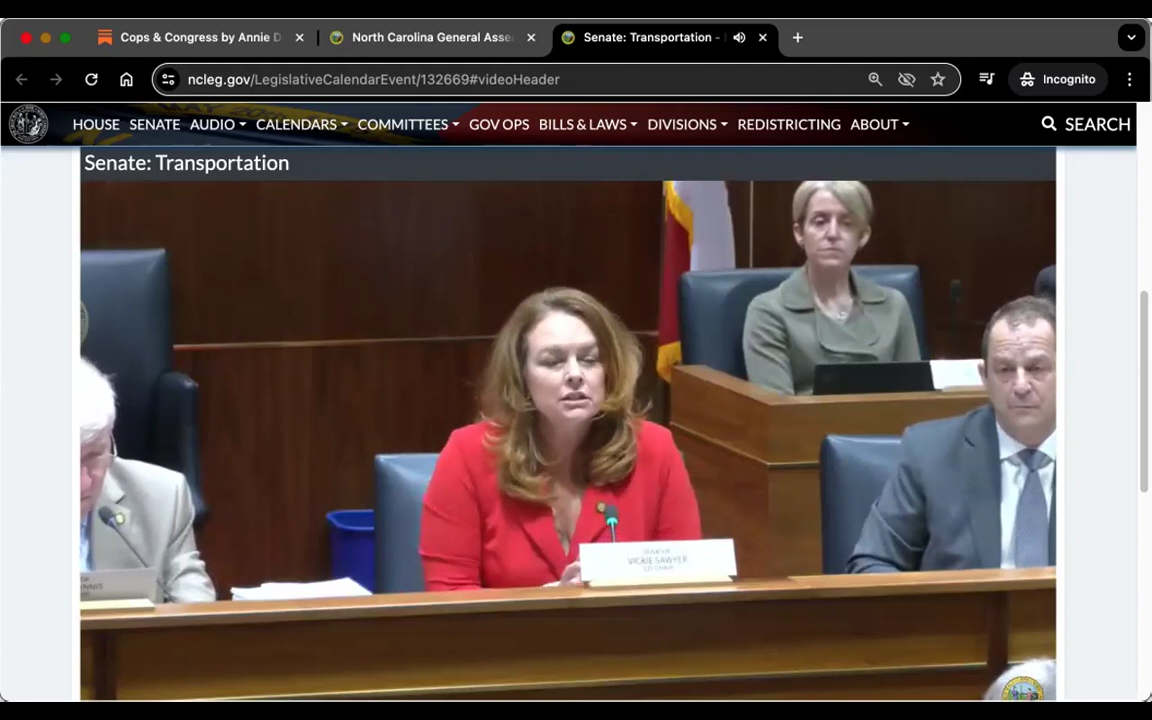 Cops & Congress by Annie D
North Carolina General Asse
Senate: Transportation -
ncleg.gov/LegislativeCalendarEvent/132669#videoHeader
Incognito
HOUSE SENATE AUDIO CALENDARS COMMITTEES GOV OPS BILLS & LAWS DIVISIONS REDISTRICTING ABOUT SEARCH
Senate: Transportation
VICKIE SAWYER
CO-CHAIR